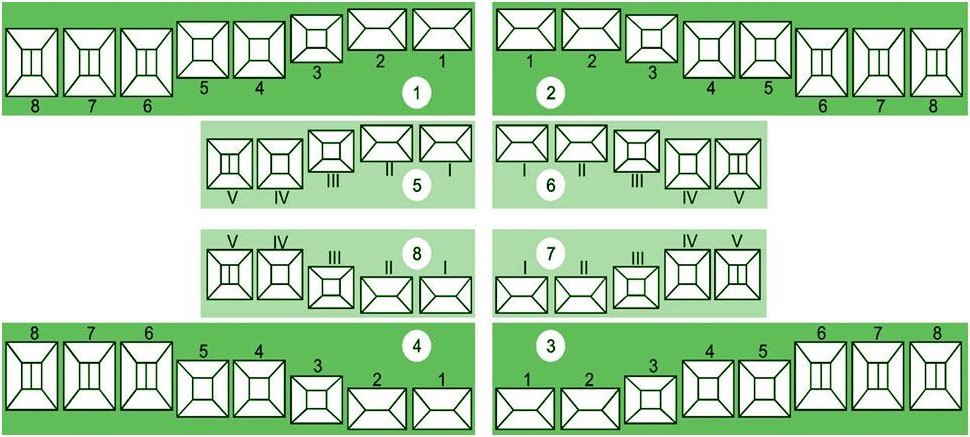 8 7 6 5 4 3 2 1
1
1 2 3 4 5 6 7 8
2
V IV III II I
5
I II III IV V
6
V IV III II I
8
I II III IV V
7
8 7 6 5 4 3 2 1
4
1 2 3 4 5 6 7 8
3